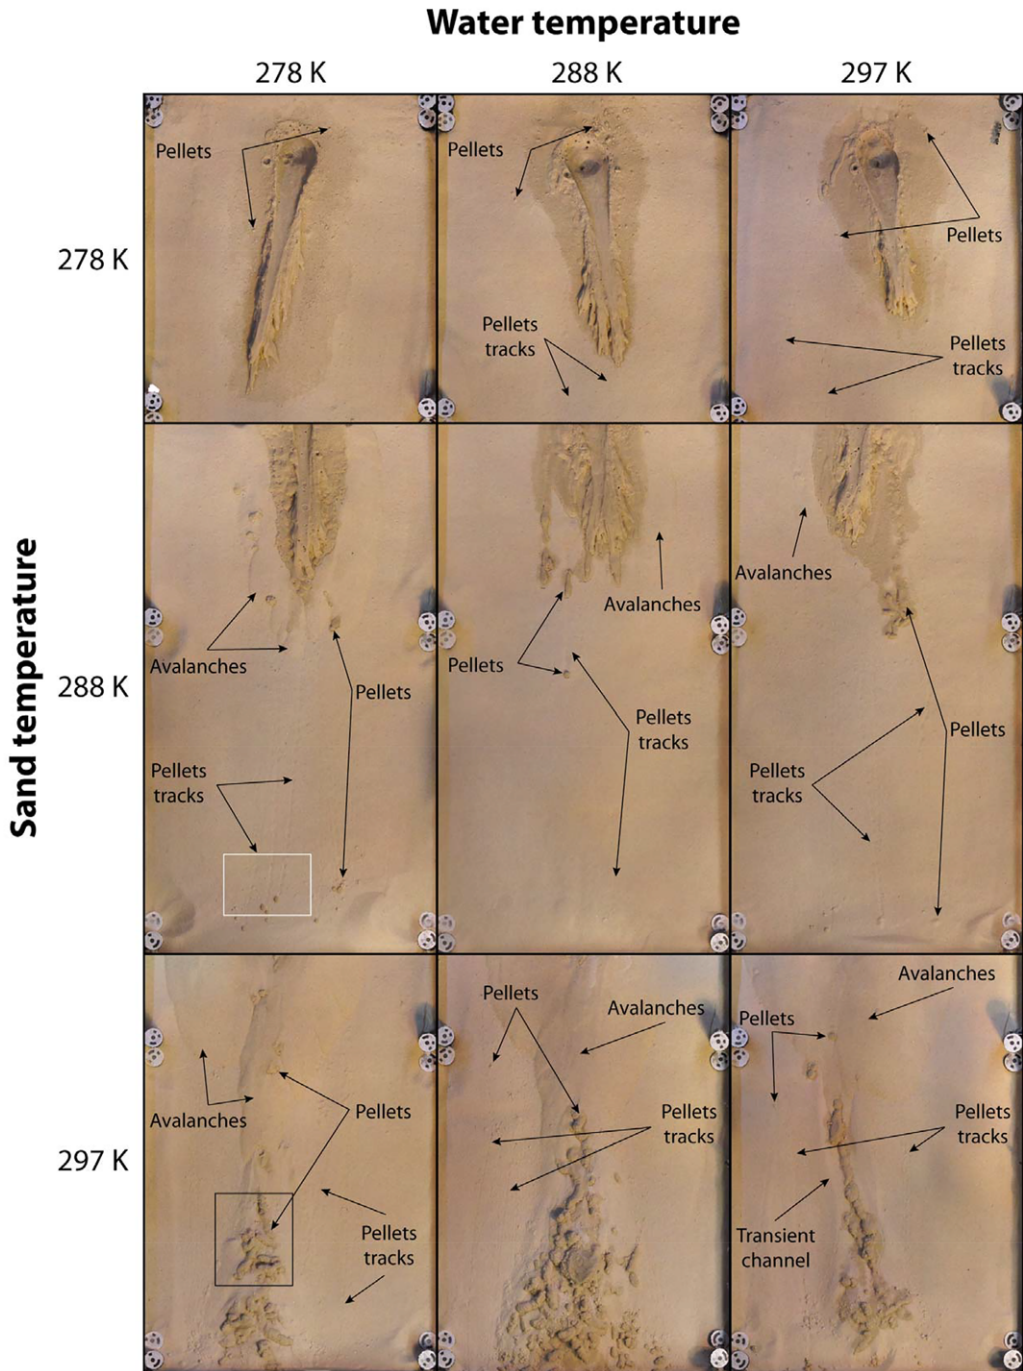 Water temperature
278 K
288 K
297 K
Sand temperature
278 K
Pellets
Pellets
Pellets
tracks
Pellets
Pellets
tracks
288 K
Avalanches
Pellets
Pellets
tracks
Avalanches
Pellets
Pellets
tracks
Avalanches
Pellets
Pellets
tracks
297 K
Avalanches
Pellets
Pellets
tracks
Pellets
Avalanches
Pellets
tracks
Avalanches
Pellets
Pellets
tracks
Transient
channel